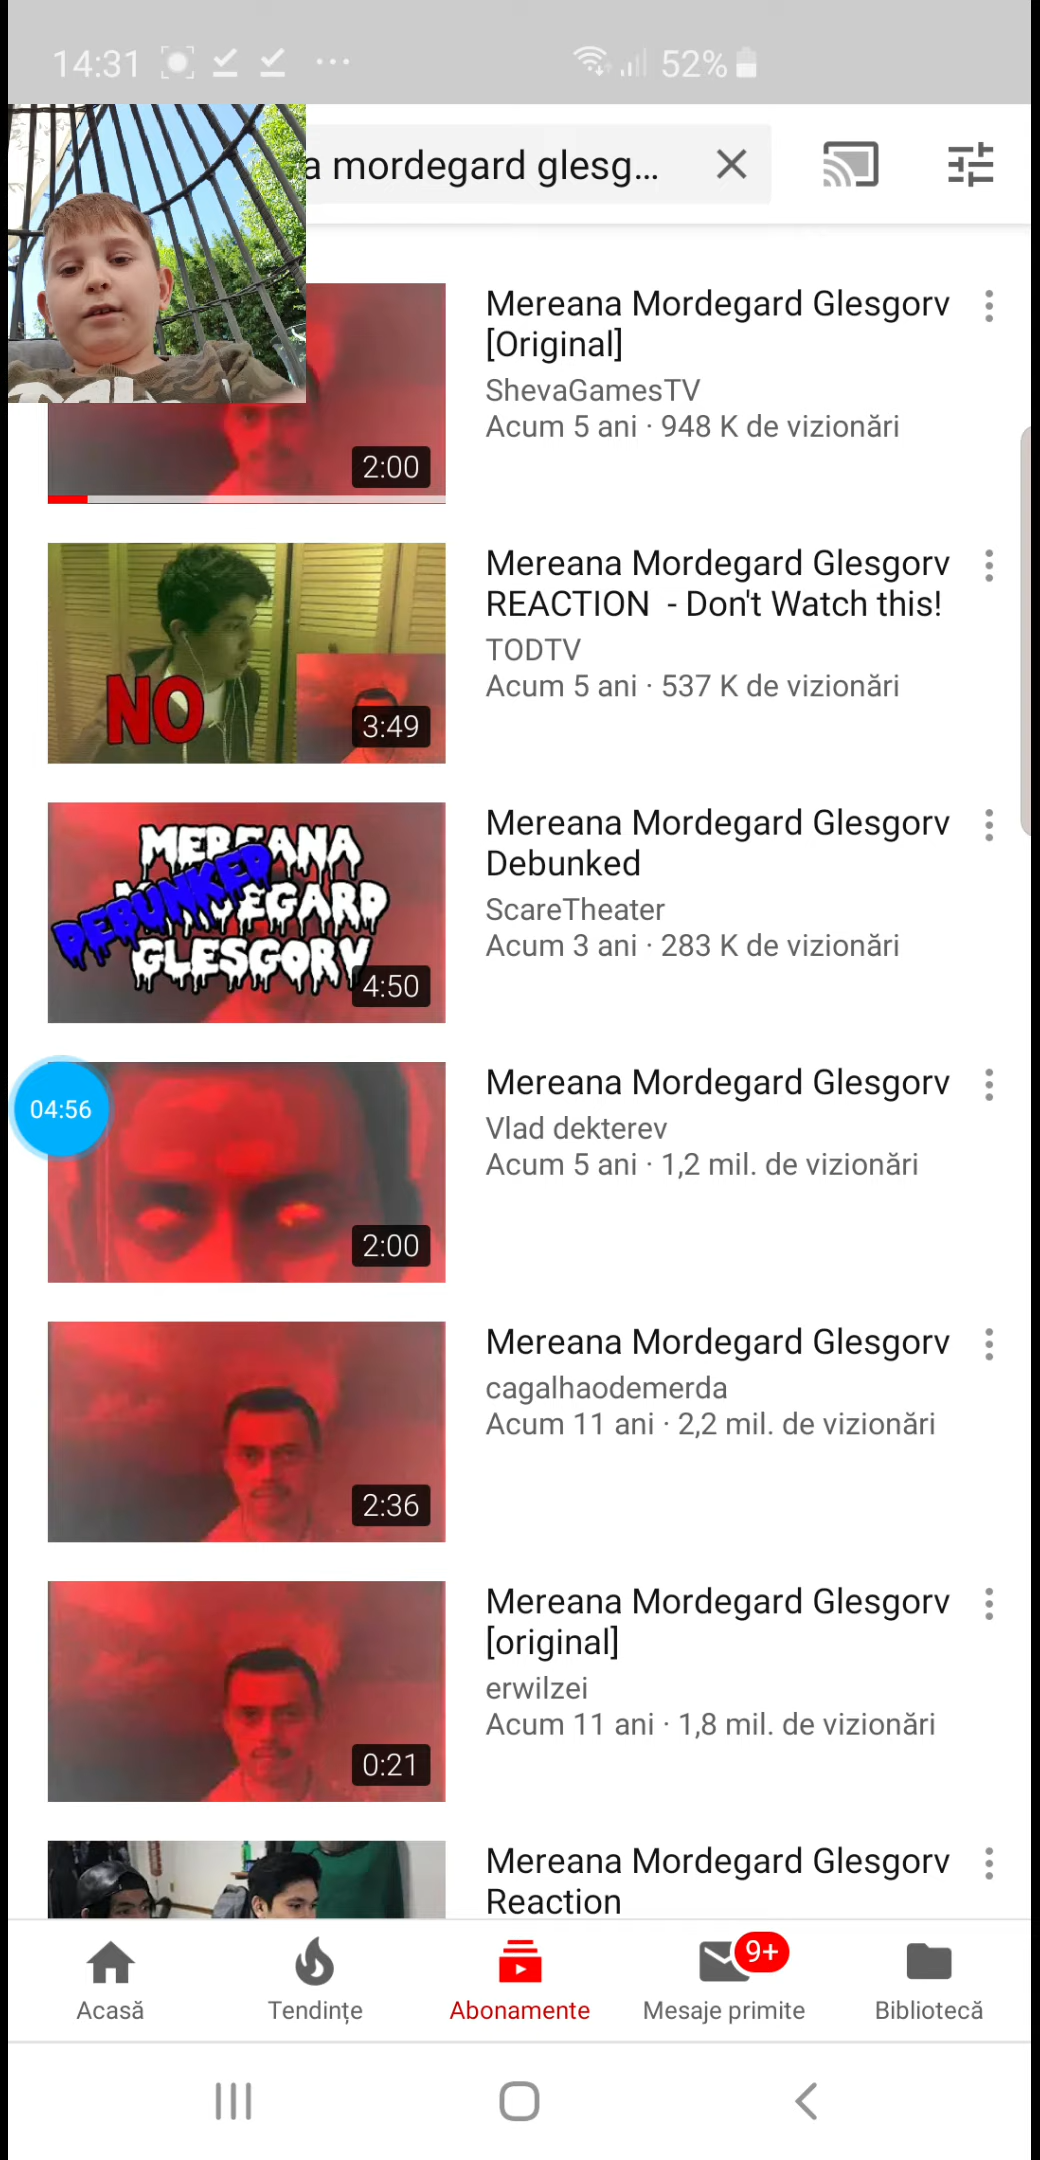 14:31 52%
a mordegard glesg...
Mereana Mordegard Glesgorv
[Original]
ShevaGamesTV
Acum 5 ani · 948 K de vizionări
2:00
Mereana Mordegard Glesgorv
REACTION - Don't Watch this!
TODTV
Acum 5 ani · 537 K de vizionări
NO
3:49
Mereana Mordegard Glesgorv
Debunked
ScareTheater
Acum 3 ani · 283 K de vizionări
MEREANA
DEBUNKED
GLESGORV
4:50
Mereana Mordegard Glesgorv
Vlad dekterev
Acum 5 ani · 1,2 mil. de vizionări
04:56
2:00
Mereana Mordegard Glesgorv
cagalhaodemerda
Acum 11 ani · 2,2 mil. de vizionări
2:36
Mereana Mordegard Glesgorv
[original]
erwilzei
Acum 11 ani · 1,8 mil. de vizionări
0:21
Mereana Mordegard Glesgorv
Reaction
9+
Acasă Tendințe Abonamente Mesaje primite Bibliotecă